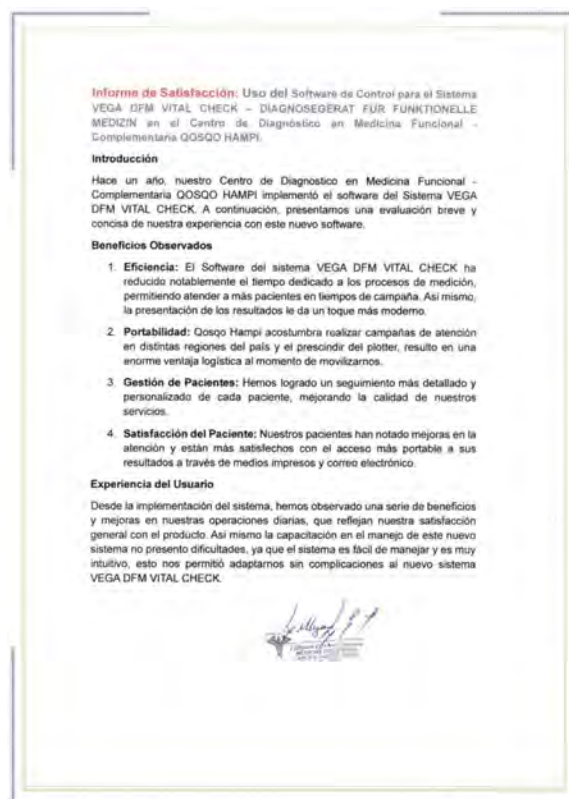 Informe de Satisfacción: Uso del Software de Control para el Sistema
VEGA DFM VITAL CHECK – DIAGNOSEGERAT FUR FUNKTIONELLE
MEDIZIN en el Centro de Diagnóstico en Medicina Funcional -
Complementaria QOSQO HAMPI.
Introducción
Hace un año, nuestro Centro de Diagnostico en Medicina Funcional -
Complementaria QOSQO HAMPI implementó el software del Sistema VEGA
DFM VITAL CHECK. A continuación, presentamos una evaluación breve y
concisa de nuestra experiencia con este nuevo software.
Beneficios Observados
1. Eficiencia: El Software del sistema VEGA DFM VITAL CHECK ha
reducido notablemente el tiempo dedicado a los procesos de medición,
permitiendo atender a más pacientes en tiempos de campaña. Así mismo,
la presentación de los resultados le da un toque más moderno.
2. Portabilidad: Qosqo Hampi acostumbra realizar campañas de atención
en distintas regiones del país y el prescindir del plotter, resulto en una
enorme ventaja logística al momento de movilizarnos.
3. Gestión de Pacientes: Hemos logrado un seguimiento más detallado y
personalizado de cada paciente, mejorando la calidad de nuestros
servicios.
4. Satisfacción del Paciente: Nuestros pacientes han notado mejoras en la
atención y están más satisfechos con el acceso más portable a sus
resultados a través de medios impresos y correo electrónico.
Experiencia del Usuario
Desde la implementación del sistema, hemos observado una serie de beneficios
y mejoras en nuestras operaciones diarias, que reflejan nuestra satisfacción
general con el producto. Así mismo la capacitación en el manejo de este nuevo
sistema no presento dificultades, ya que el sistema es fácil de manejar y es muy
intuitivo, esto nos permitió adaptarnos sin complicaciones al nuevo sistema
VEGA DFM VITAL CHECK.